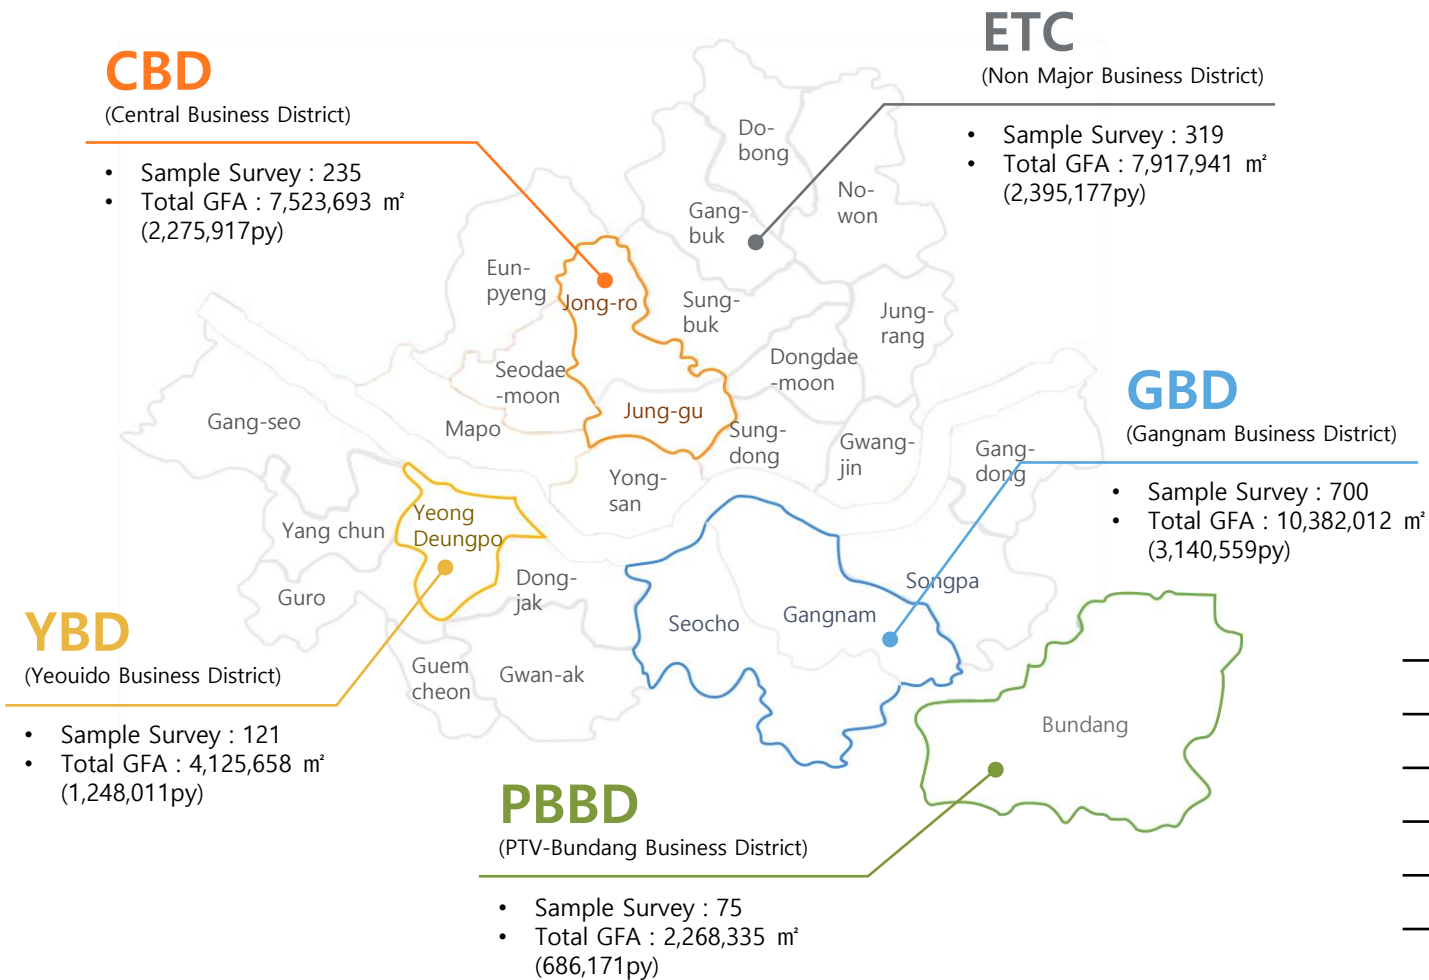 ETC
(Non Major Business District)
• Sample Survey : 319
• Total GFA : 7,917,941 ㎡
(2,395,177py)
CBD
(Central Business District)
• Sample Survey : 235
• Total GFA : 7,523,693 ㎡
(2,275,917py)
Do-
bong
No-
won
Gang-
buk
Eun-
pyeng
Jong-ro
Sung-
buk
Jung-
rang
Seodae
-moon
Dongdae
-moon
Gang-seo
Mapo
Jung-gu
Sung-
dong
Gwang-
jin
Gang-
dong
GBD
(Gangnam Business District)
• Sample Survey : 700
• Total GFA : 10,382,012 ㎡
(3,140,559py)
Yong-
san
Yang chun
Yeong
Deungpo
Guro
Dong-
jak
Seocho
Gangnam
Songpa
Guem
cheon
Gwan-ak
Bundang
YBD
(Yeouido Business District)
• Sample Survey : 121
• Total GFA : 4,125,658 ㎡
(1,248,011py)
PBBD
(PTV-Bundang Business District)
• Sample Survey : 75
• Total GFA : 2,268,335 ㎡
(686,171py)